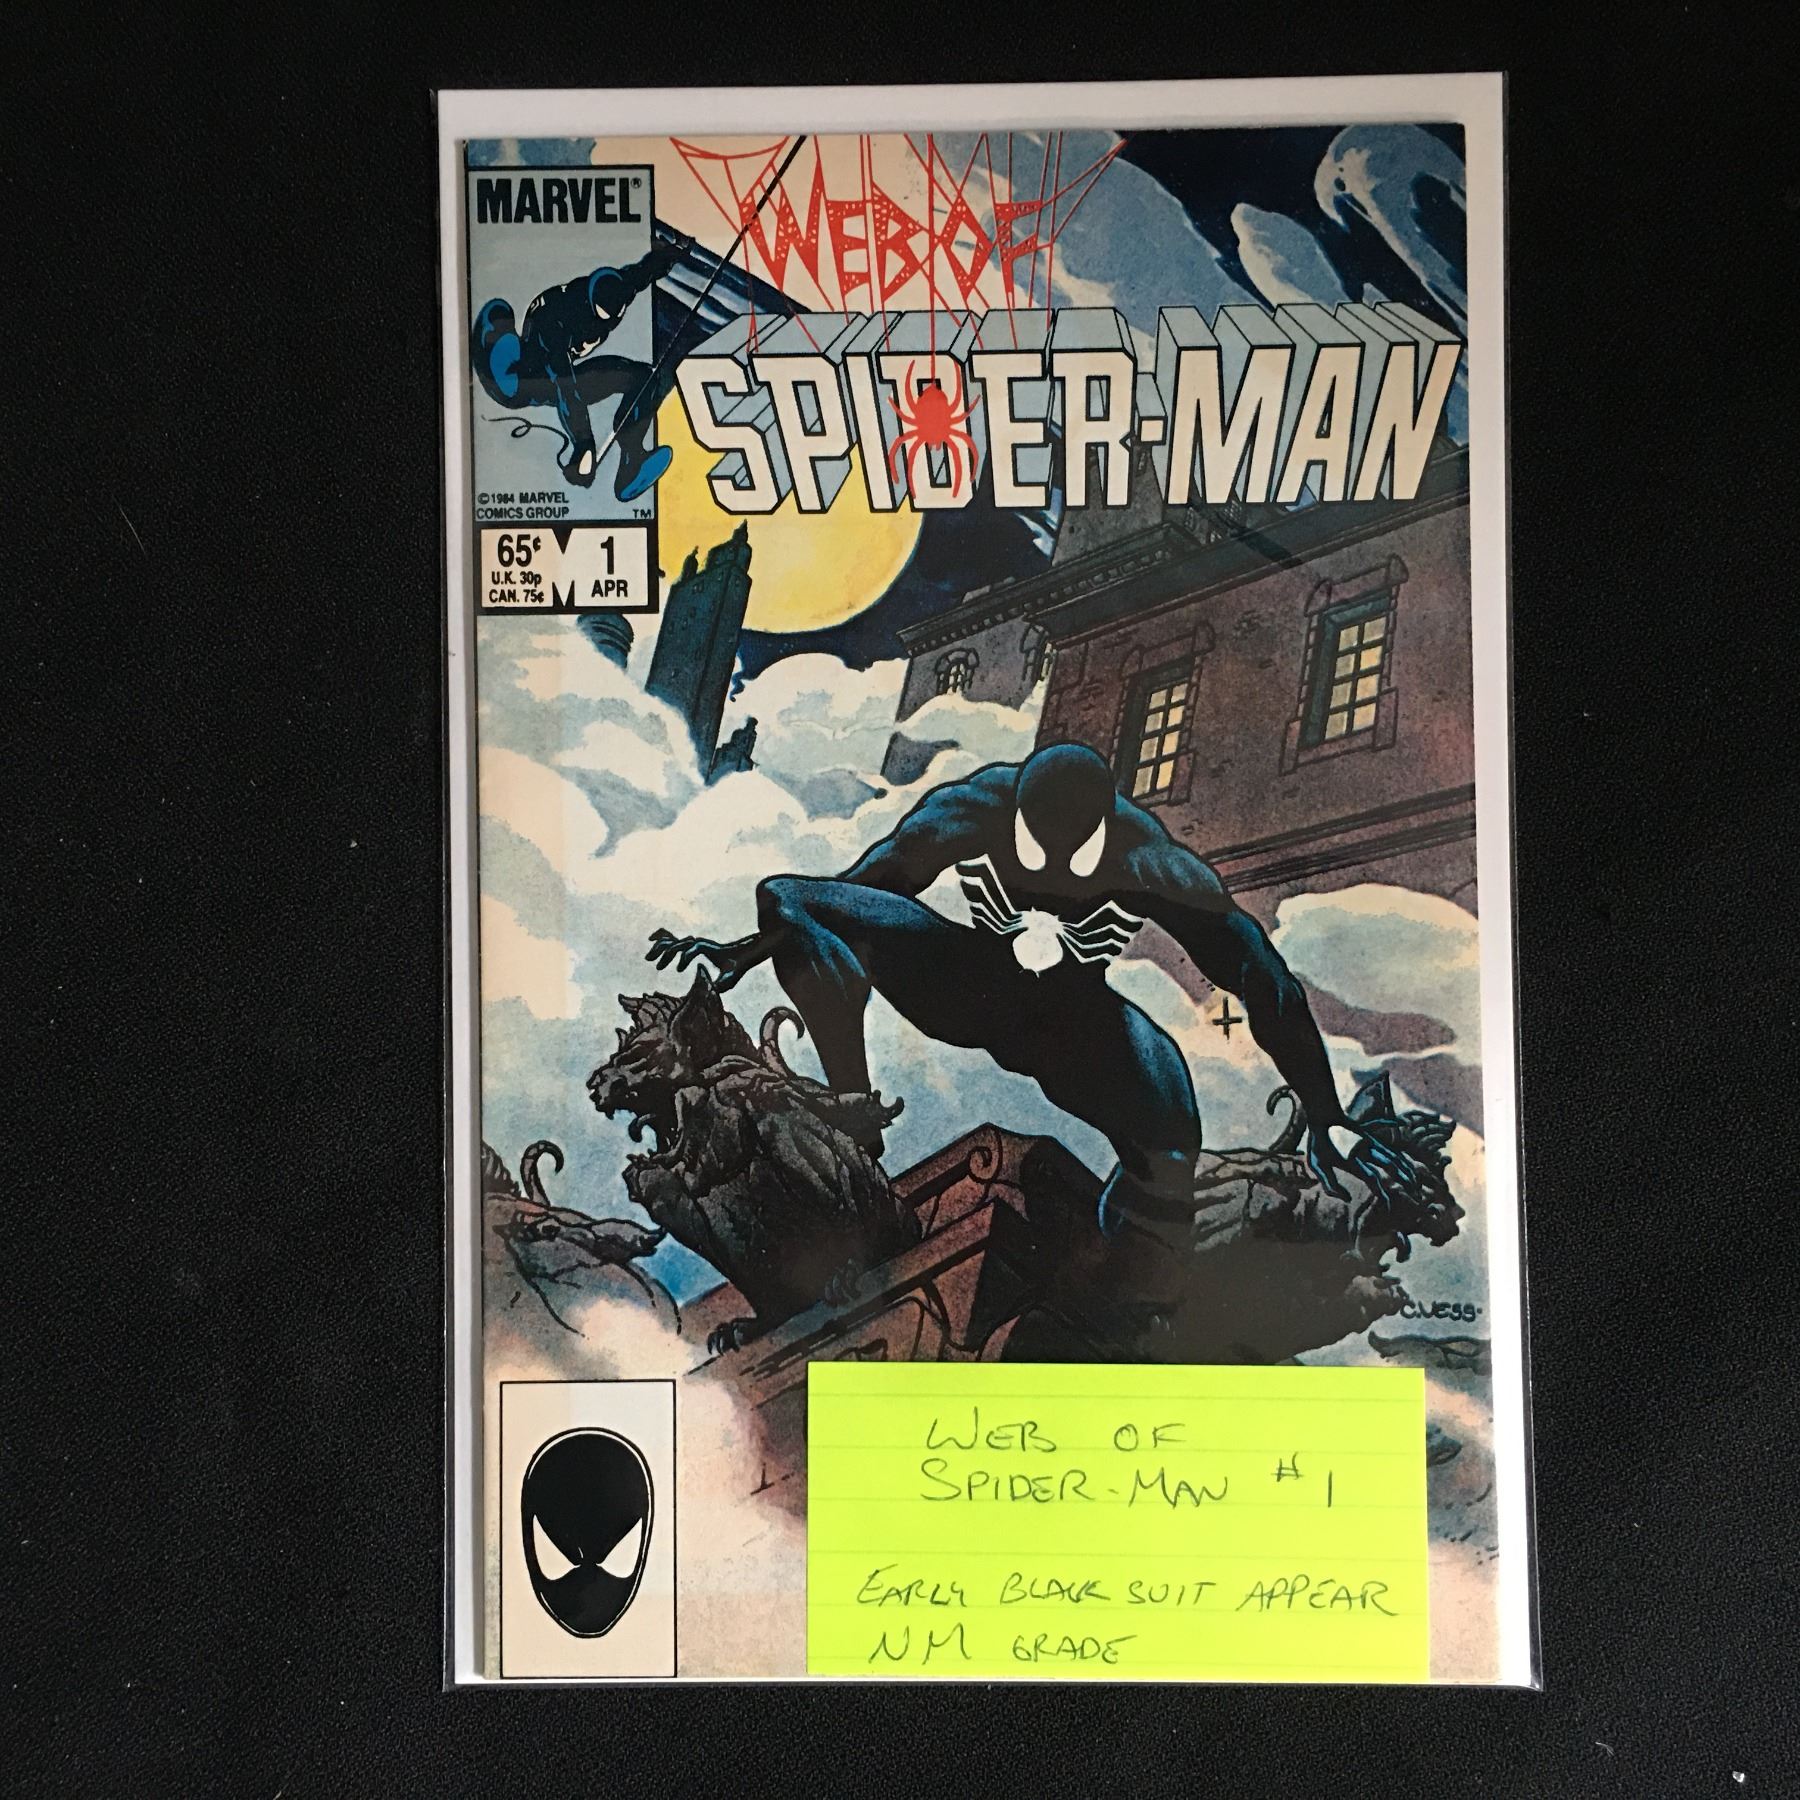 MARVEL®
WEB OF
SPIDER-MAN
©1984 MARVEL
COMICS GROUP TM
65¢
U.K. 30p
CAN. 75¢
1
APR
C.VESS
WEB OF
SPIDER-MAN #1
EARLY BLACK SUIT APPEAR
NM GRADE